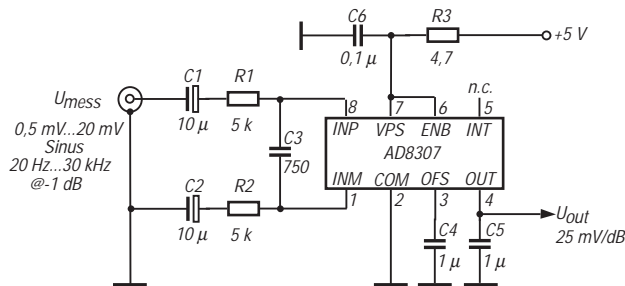 C6
0,1 µ
R3
4,7
+5 V
Umess
0,5 mV...20 mV
Sinus
20 Hz...30 kHz
@-1 dB
C1
10 µ
R1
5 k
C3
750
C2
10 µ
R2
5 k
n.c.
8
7
6
5
INP
VPS
ENB
INT
AD8307
INM
COM
OFS
OUT
1
2
3
4
C4
1 µ
C5
1 µ
Uout
25 mV/dB